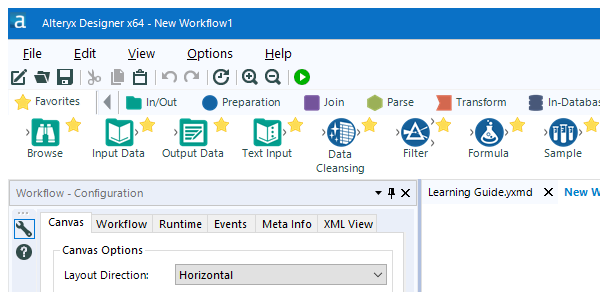 Alteryx Designer x64 - New Workflow1
File Edit View Options Help
Favorites In/Out Preparation Join Parse Transform In-Databas
Browse Input Data Output Data Text Input Data Cleansing Filter Formula Sample
Workflow - Configuration Learning Guide.yxmd X New W
Canvas Workflow Runtime Events Meta Info XML View
Canvas Options
Layout Direction: Horizontal